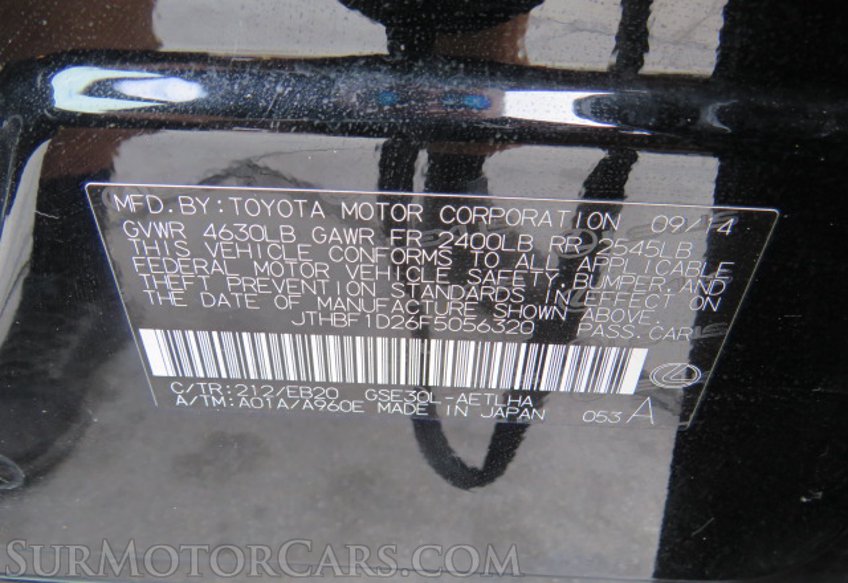 MFD. BY: TOYOTA MOTOR CORPORATION 09/14
GVWR 4630LB GAWR FR 2400LB RR 2545LB
THIS VEHICLE CONFORMS TO ALL APPLICABLE
FEDERAL MOTOR VEHICLE SAFETY, BUMPER, AND
THEFT PREVENTION STANDARDS IN EFFECT ON
THE DATE OF MANUFACTURE SHOWN ABOVE.
JTHBF1D26F5056320 PASS. CAR
C/TR: 212/EB20 GSE30L-AETLHA
A/TM: A01A/A960E MADE IN JAPAN 053 A
SURMOTORCARS.COM